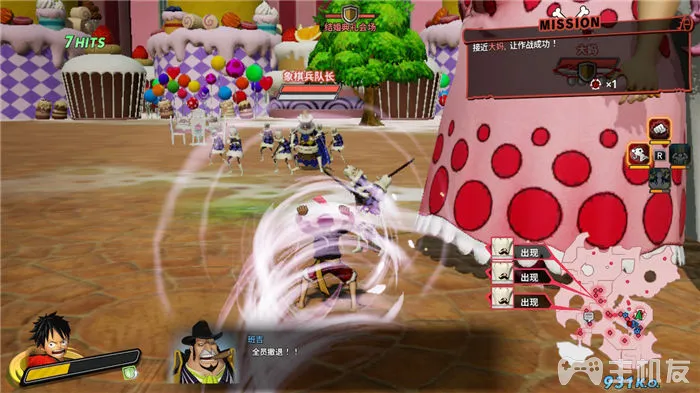 7 HITS
结婚典礼会场
MISSION
接近大妈, 让作战成功!
大妈
×1
象棋兵队长
R
出现
出现
出现
班吉
全员撤退!!
931 K.O.
手机友